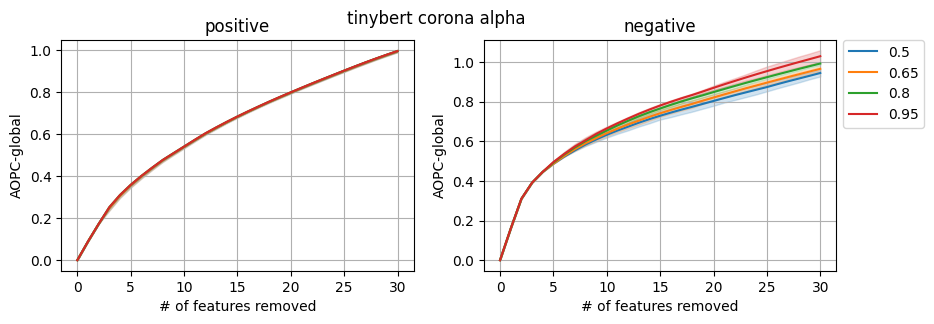 tinybert corona alpha
positive
1.0
0.8
0.6
0.4
0.2
0.0
AOPC-global
0 5 10 15 20 25 30
# of features removed
negative
1.0
0.8
0.6
0.4
0.2
0.0
AOPC-global
0 5 10 15 20 25 30
# of features removed
0.5
0.65
0.8
0.95